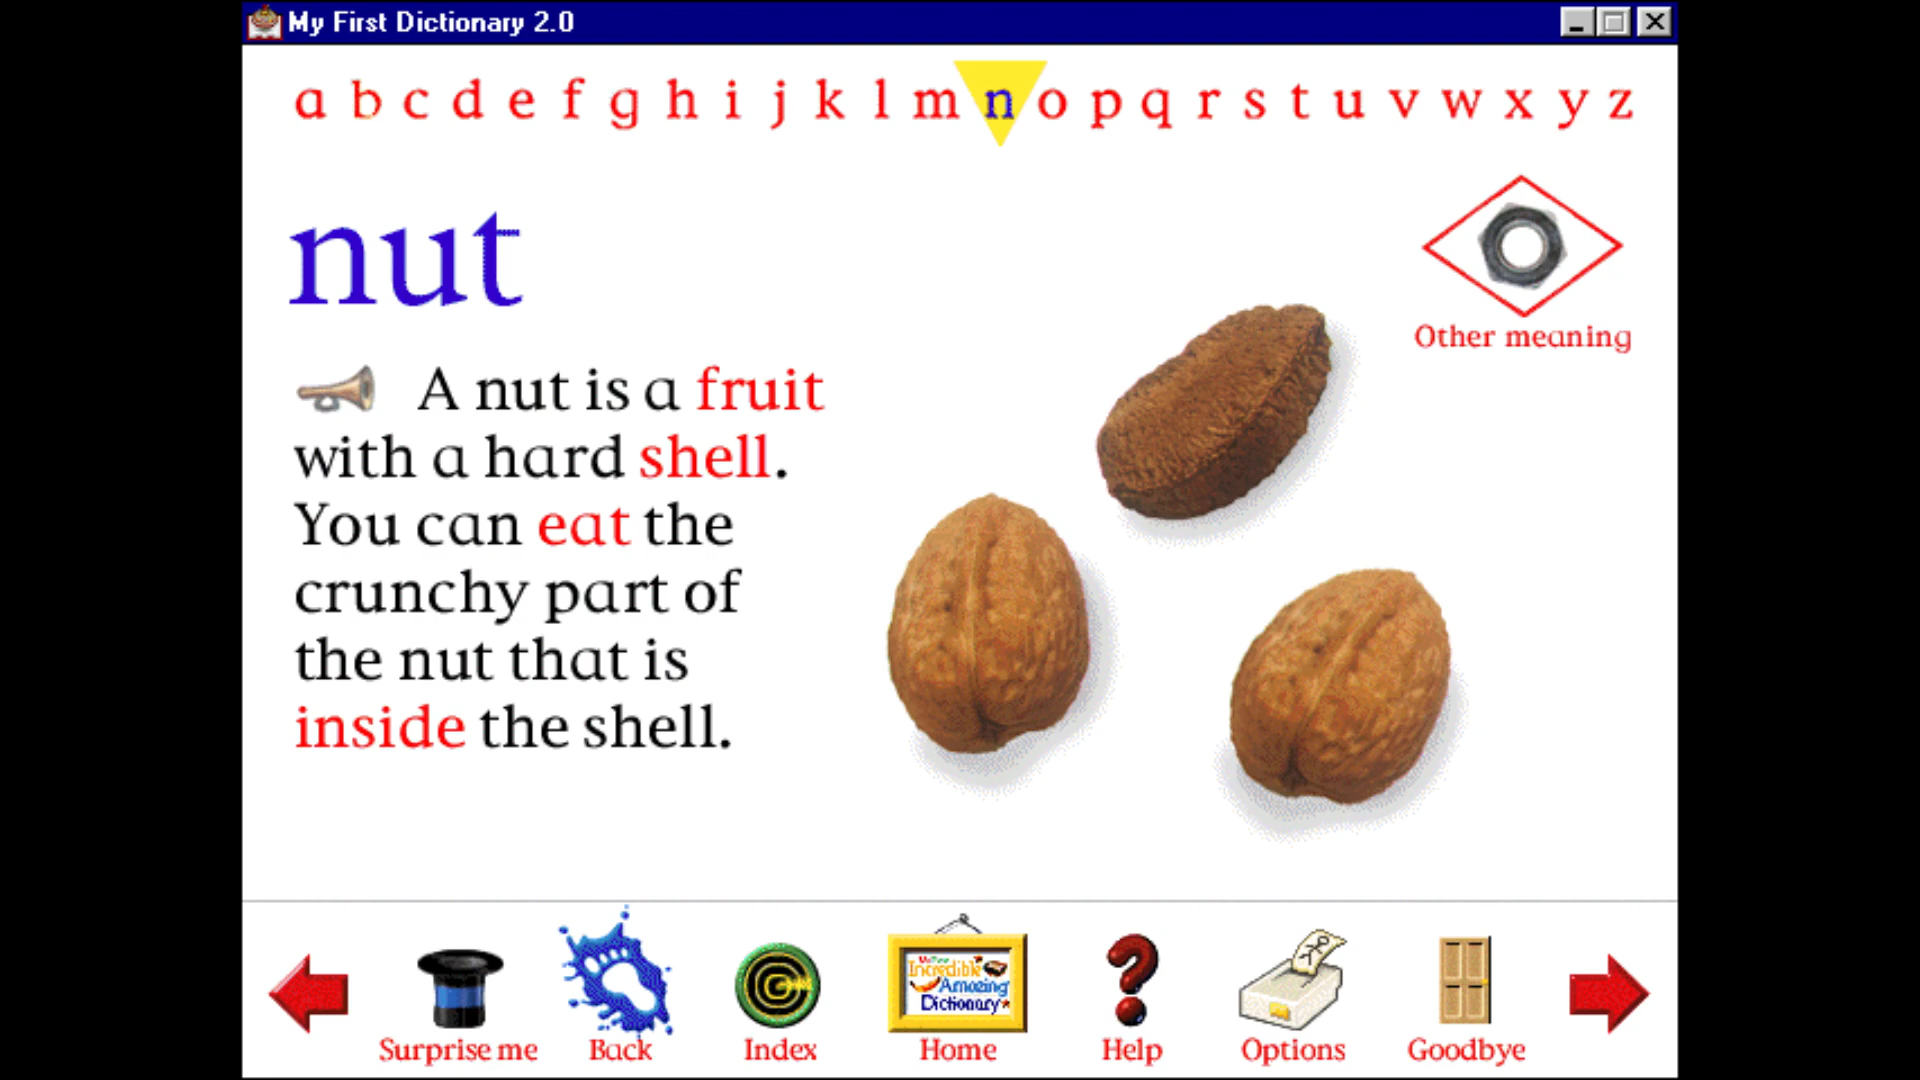 My First Dictionary 2.0
a b c d e f g h i j k l m n o p q r s t u v w x y z
nut
Other meaning
A nut is a fruit
with a hard shell.
You can eat the
crunchy part of
the nut that is
inside the shell.
My First
Incredible
Amazing
Dictionary
Surprise me
Back
Index
Home
Help
Options
Goodbye